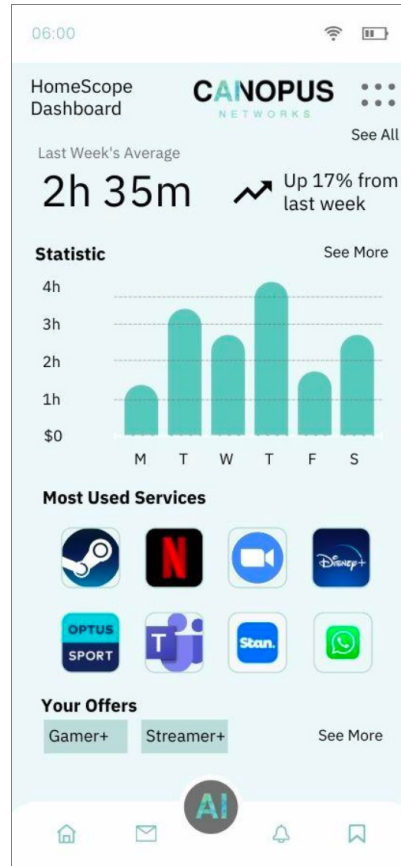 06:00
HomeScope
Dashboard
CANOPUS
NETWORKS
See All
Last Week's Average
2h 35m
Up 17% from
last week
Statistic
See More
4h
3h
2h
1h
$0
M T W T F S
Most Used Services
N
Disney+
OPTUS
SPORT
T
Stan.
Your Offers
Gamer+
Streamer+
See More
AI